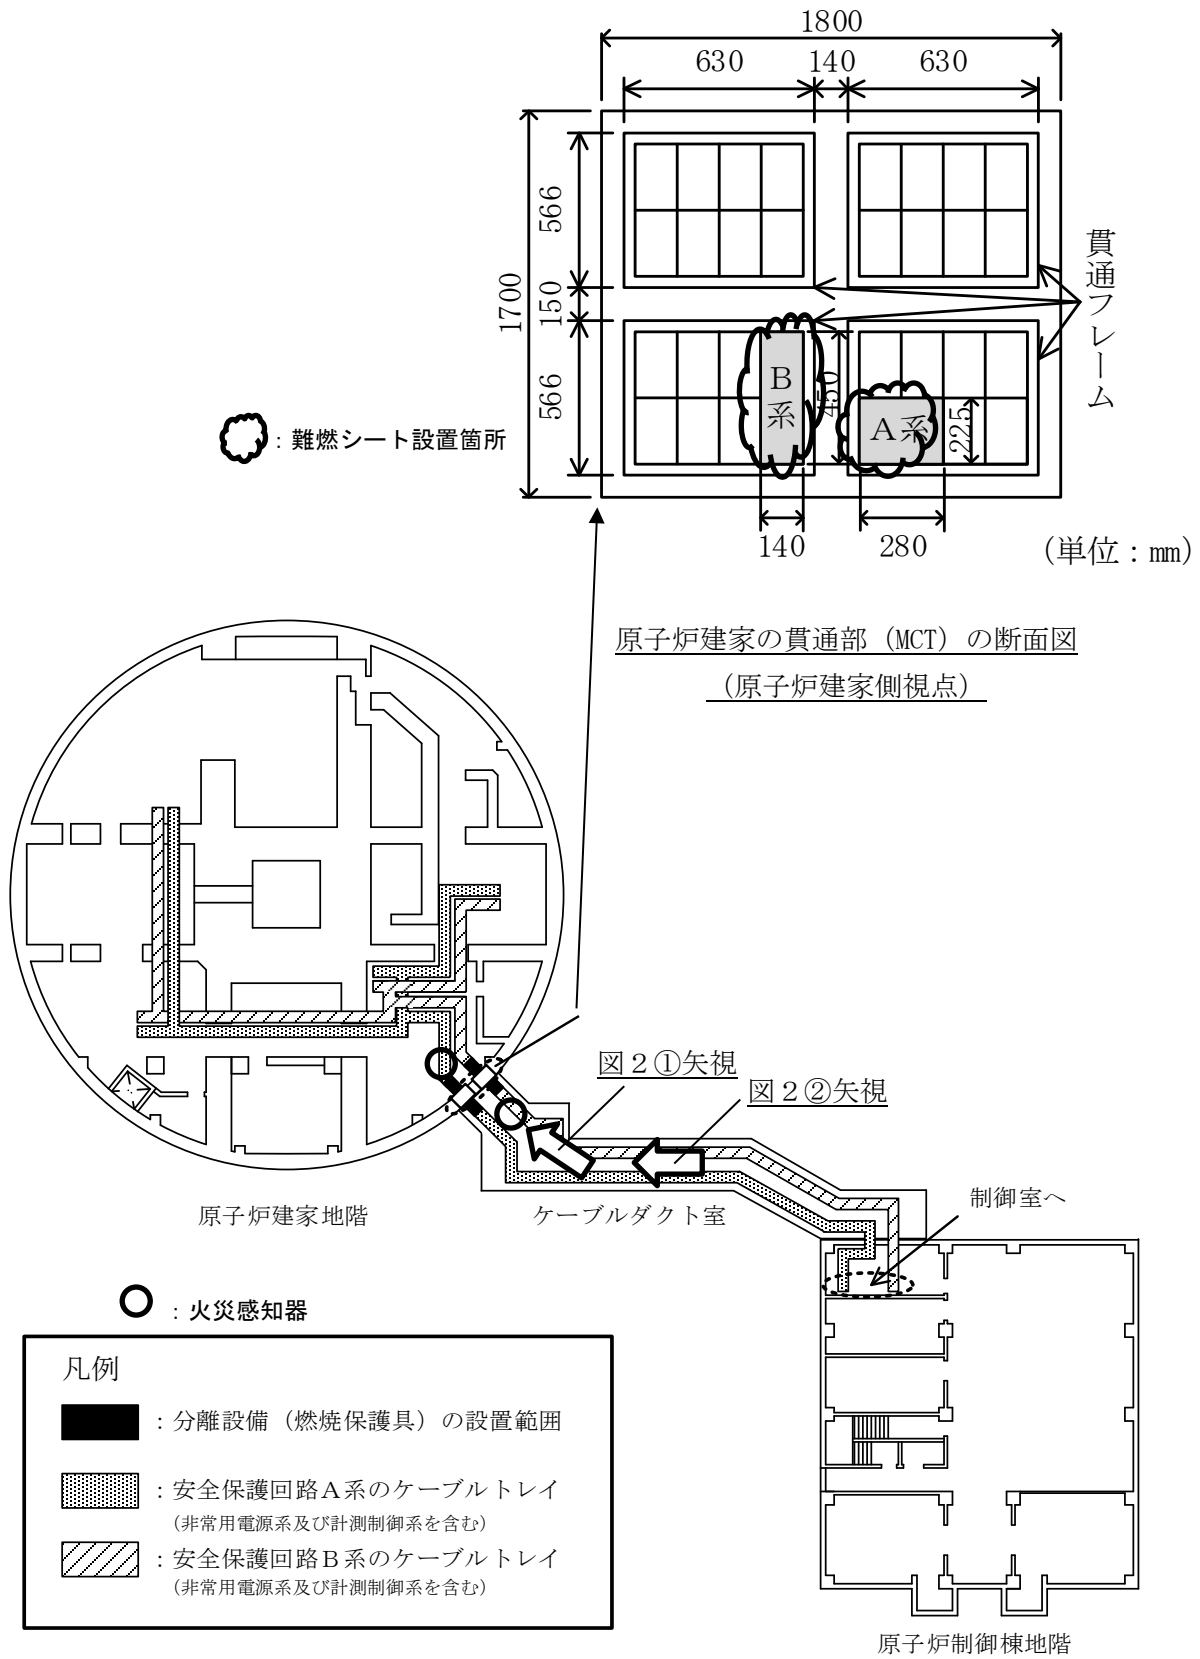 1800
630
140
630
566
150
566
1700
貫通フレーム
B系
450
A系
225
：難燃シート設置箇所
140
280
（単位：mm）
原子炉建家の貫通部（MCT）の断面図
（原子炉建家側視点）
図２①矢視
図２②矢視
原子炉建家地階
ケーブルダクト室
制御室へ
：火災感知器
凡例
：分離設備（燃焼保護具）の設置範囲
：安全保護回路Ａ系のケーブルトレイ
（非常用電源系及び計測制御系を含む）
：安全保護回路Ｂ系のケーブルトレイ
（非常用電源系及び計測制御系を含む）
原子炉制御棟地階